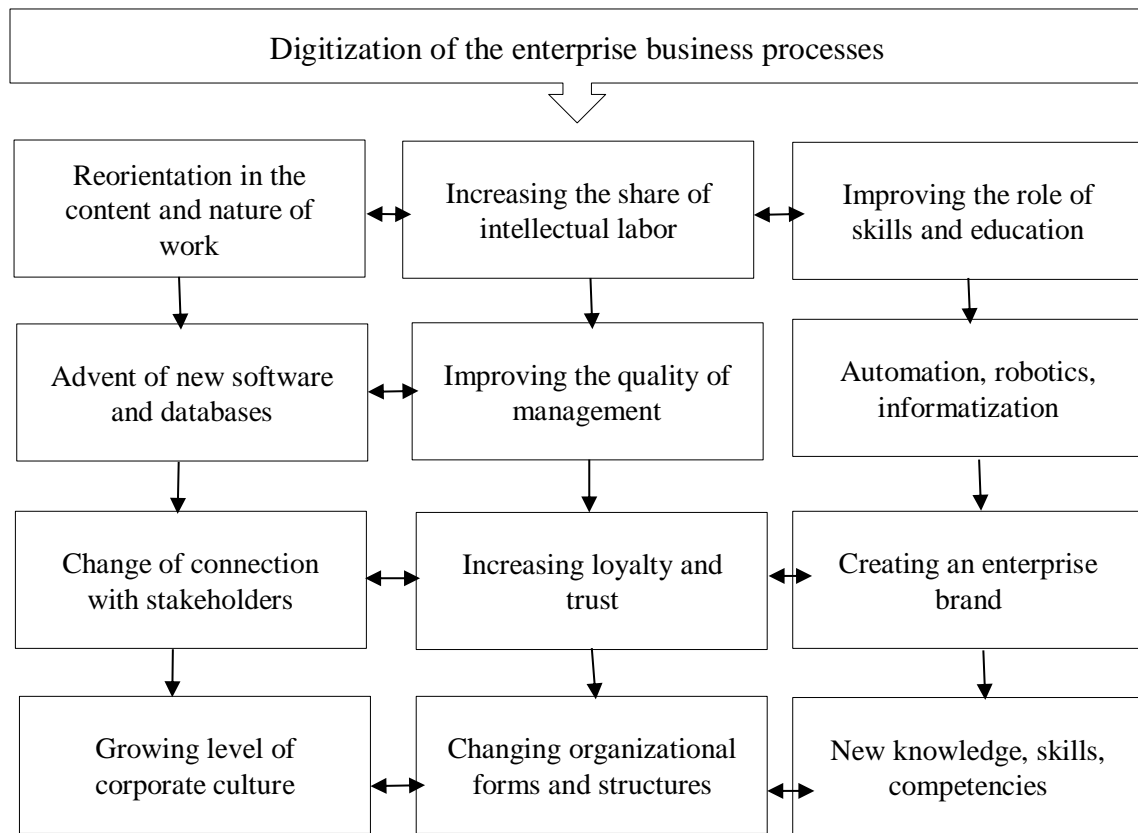 Digitization of the enterprise business processes
Reorientation in the
content and nature of
work
Increasing the share of
intellectual labor
Improving the role of
skills and education
Advent of new software
and databases
Improving the quality of
management
Automation, robotics,
informatization
Change of connection
with stakeholders
Increasing loyalty and
trust
Creating an enterprise
brand
Growing level of
corporate culture
Changing organizational
forms and structures
New knowledge, skills,
competencies